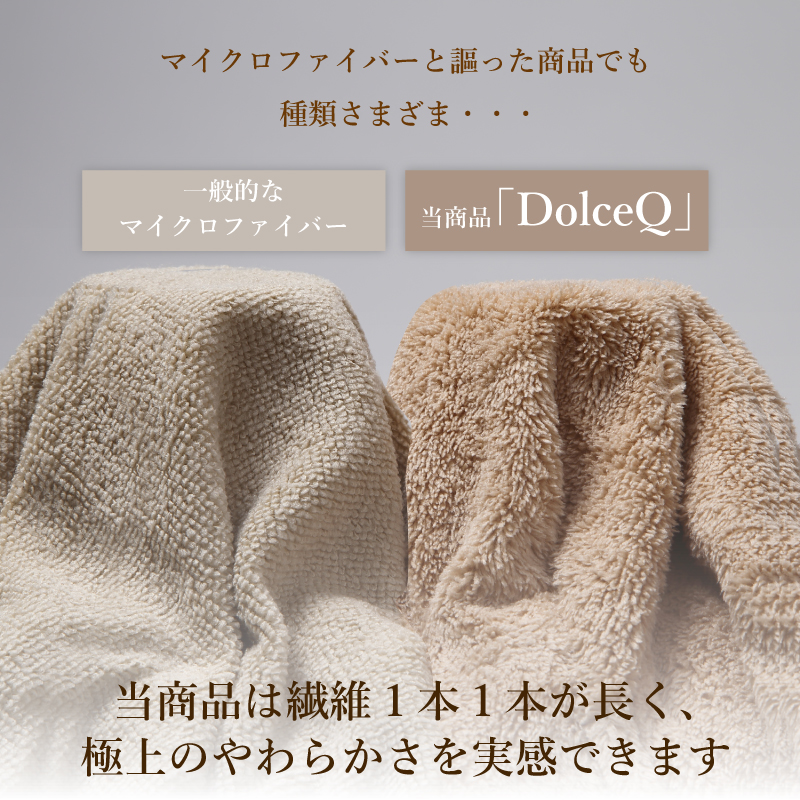 マイクロファイバーと謳った商品でも
種類さまざま・・・
一般的な
マイクロファイバー
当商品「DolceQ」
当商品は繊維1本1本が長く、
極上のやわらかさを実感できます